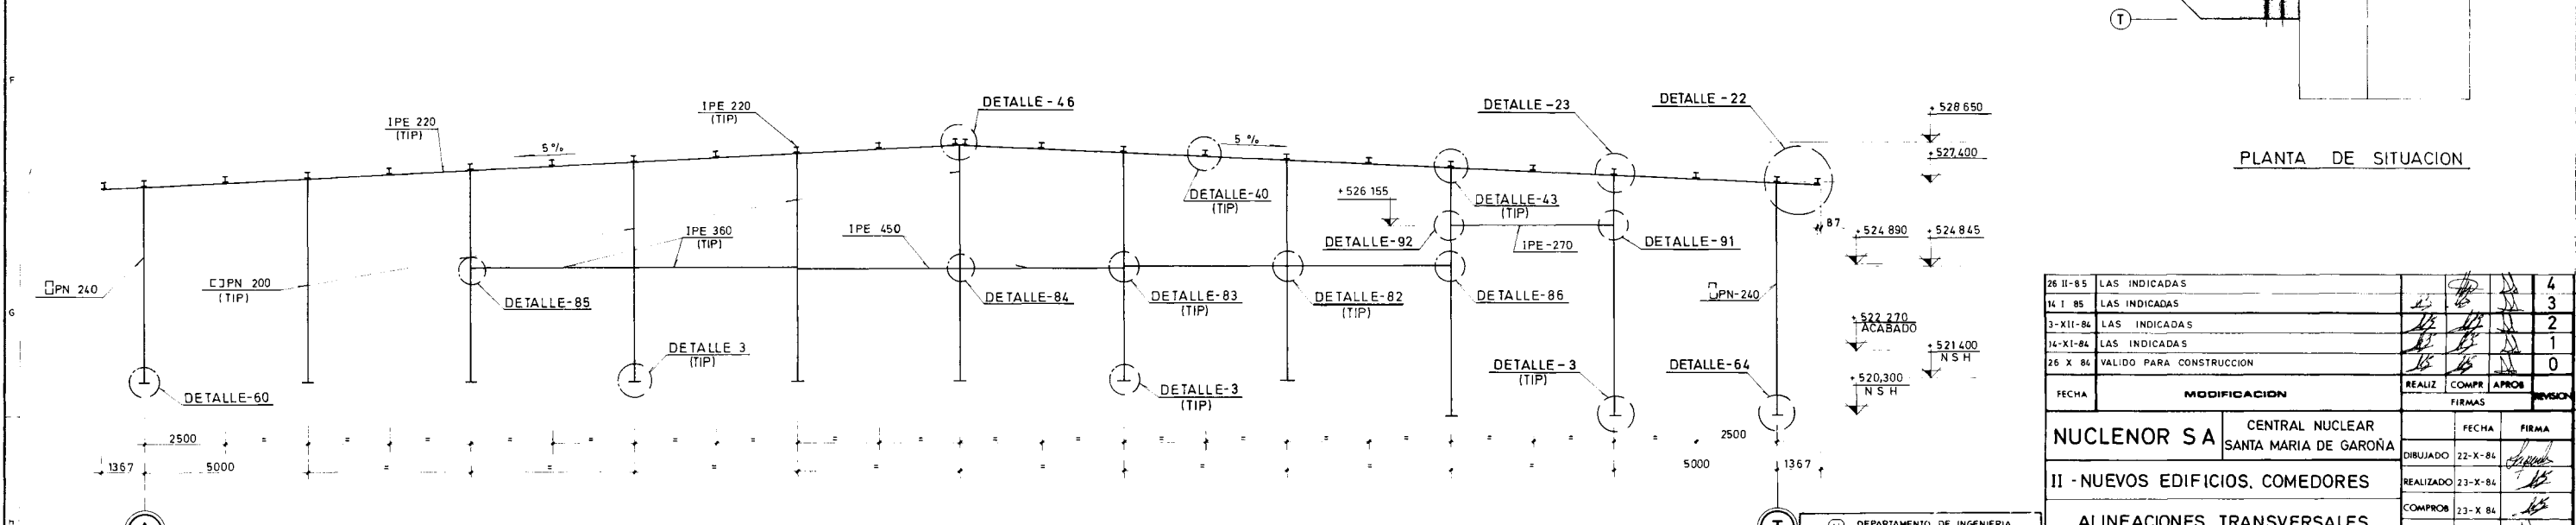 T
PLANTA DE SITUACION
F
G
IPE 220
(TIP)
5%
IPE 220
(TIP)
DETALLE - 46
5 %
DETALLE-40
(TIP)
DETALLE -23
DETALLE -22
+ 528 650
+ 527,400
+ 526 155
DETALLE-43
(TIP)
DETALLE-92
IPE-270
DETALLE-91
87
+ 524 890
+ 524 845
PN 240
PN 200
(TIP)
IPE 360
(TIP)
IPE 450
DETALLE-85
DETALLE-84
DETALLE-83
(TIP)
DETALLE-82
(TIP)
DETALLE-86
PN-240
+ 522 270
ACABADO
+ 521 400
N S H
+ 520,300
N S H
DETALLE-60
DETALLE 3
(TIP)
DETALLE-3
(TIP)
DETALLE -3
(TIP)
DETALLE-64
2500 = = = = = = = = = = = = = = = = = = 2500
1367 5000 = = = = = = = = 5000 1367
26 II-85 LAS INDICADAS 4
14 I 85 LAS INDICADAS 3
3-XII-84 LAS INDICADAS 2
14-XI-84 LAS INDICADAS 1
26 X 84 VALIDO PARA CONSTRUCCION 0
FECHA MODIFICACION REALIZ COMPR APROB REVISION
FIRMAS
NUCLENOR S A
CENTRAL NUCLEAR
SANTA MARIA DE GAROÑA
FECHA FIRMA
DIBUJADO 22-X-84
II - NUEVOS EDIFICIOS, COMEDORES
REALIZADO 23-X-84
COMPROB 23-X 84
ALINEACIONES TRANSVERSALES
DEPARTAMENTO DE INGENIERIA